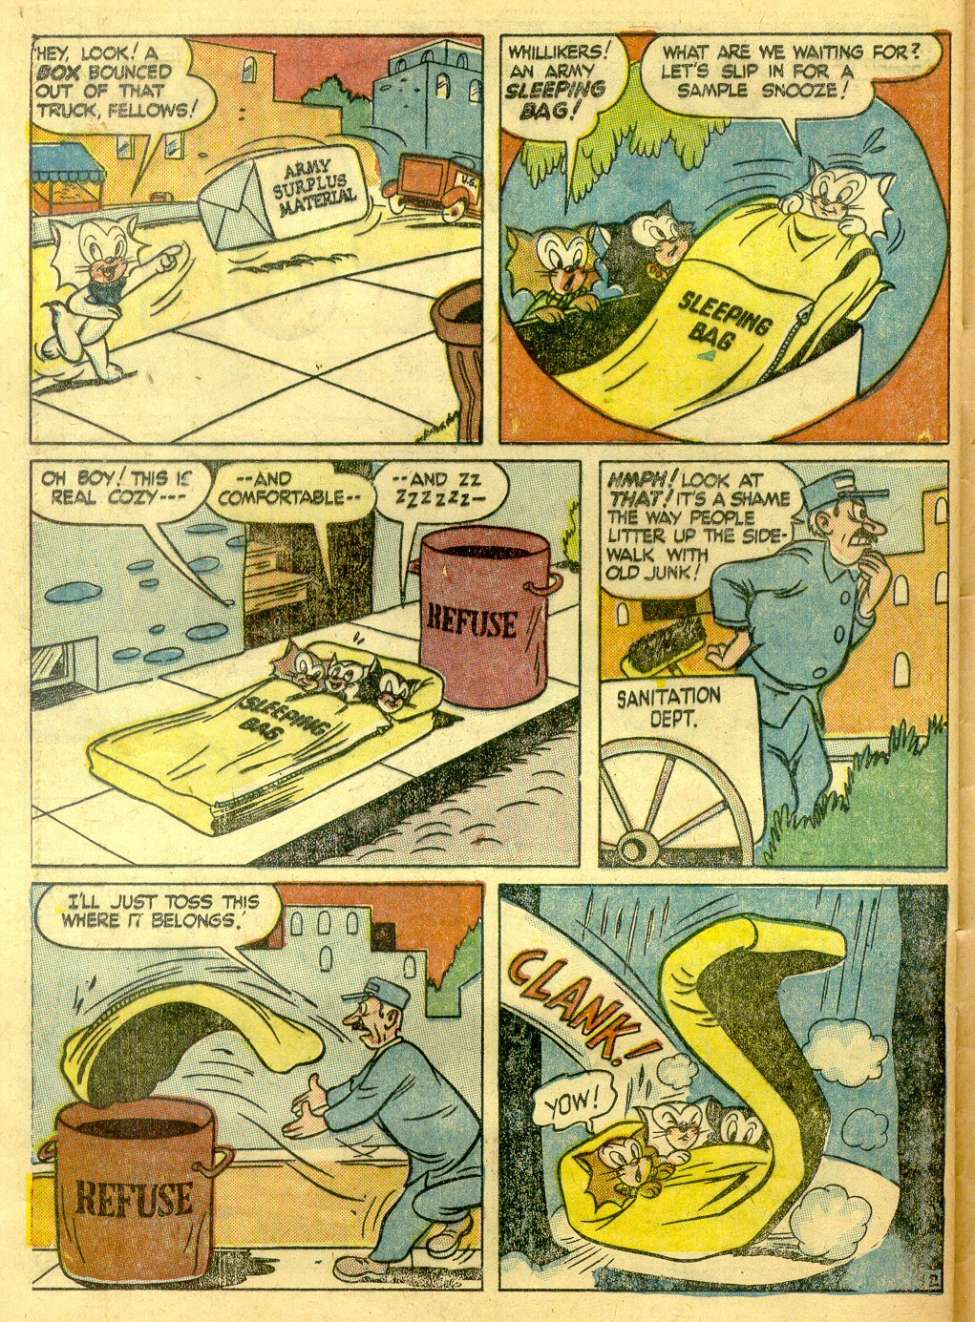 HEY, LOOK! A
BOX BOUNCED
OUT OF THAT
TRUCK, FELLOWS!
ARMY
SURPLUS
MATERIAL
U.S.
WHILLIKERS!
AN ARMY
SLEEPING
BAG!
WHAT ARE WE WAITING FOR?
LET'S SLIP IN FOR A
SAMPLE SNOOZE!
SLEEPING
BAG
OH BOY! THIS IS
REAL COZY---
--AND
COMFORTABLE--
--AND ZZ
ZZZZZZ--
REFUSE
SLEEPING
BAG
HMPH! LOOK AT
THAT! IT'S A SHAME
THE WAY PEOPLE
LITTER UP THE SIDE-
WALK WITH
OLD JUNK!
SANITATION
DEPT.
I'LL JUST TOSS THIS
WHERE IT BELONGS.
REFUSE
CLANK!
YOW!
2